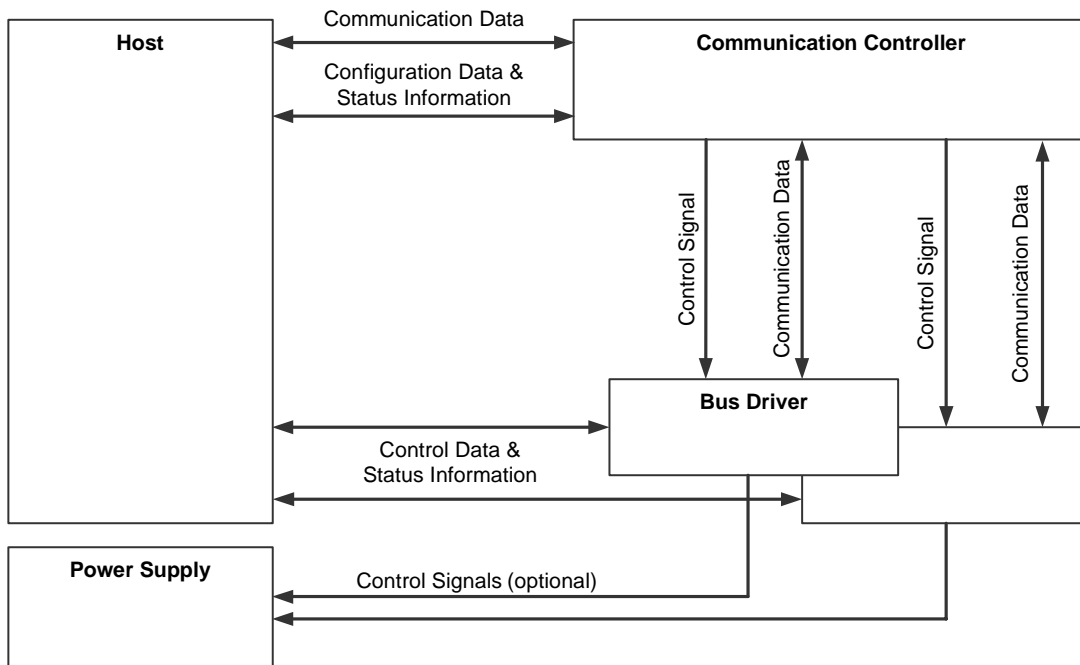 Communication Data
Host
Communication Controller
Configuration Data &
Status Information
Control Signal
Communication Data
Control Signal
Communication Data
Bus Driver
Control Data &
Status Information
Power Supply
Control Signals (optional)